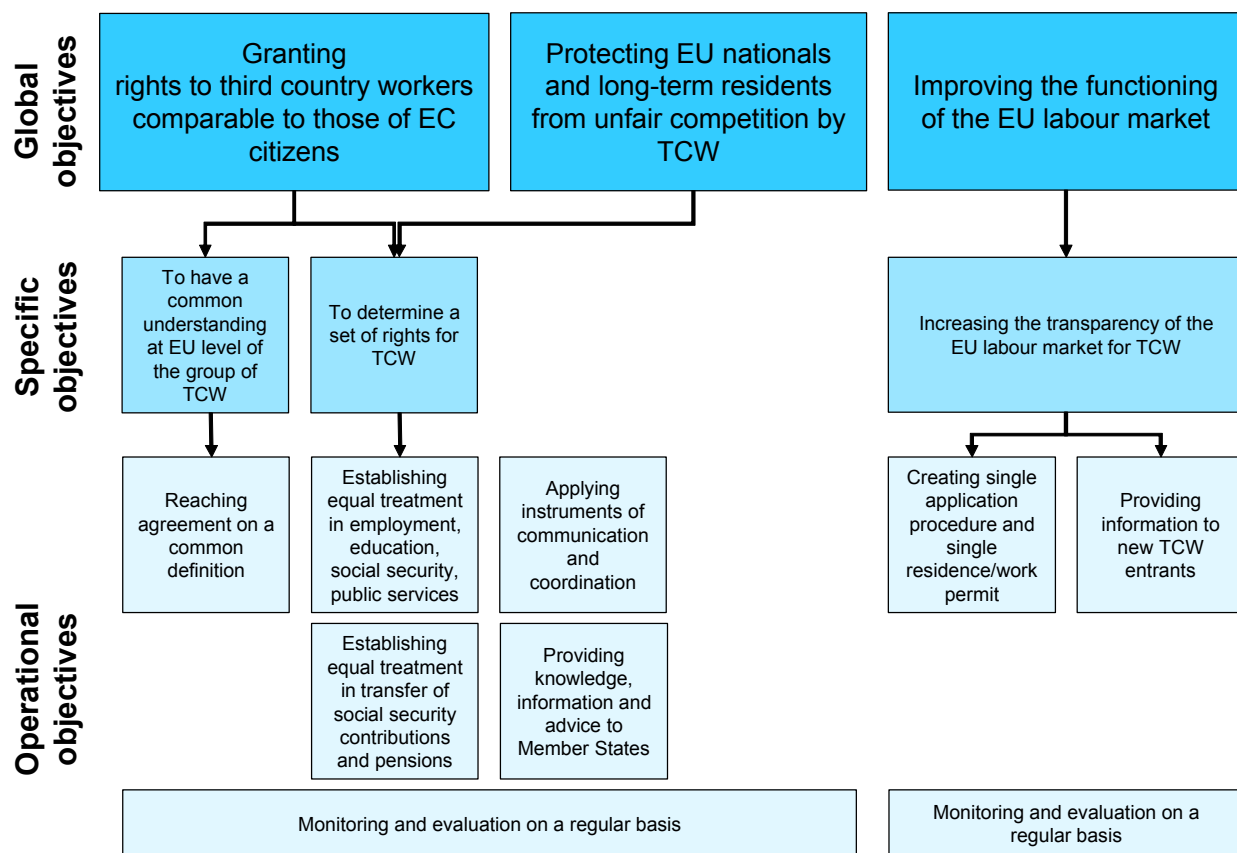 Global
objectives
Granting
rights to third country workers
comparable to those of EC
citizens
Protecting EU nationals
and long-term residents
from unfair competition by
TCW
Improving the functioning
of the EU labour market
Specific
objectives
To have a
common
understanding
at EU level of
the group of
TCW
To determine a
set of rights for
TCW
Increasing the transparency of the
EU labour market for TCW
Operational
objectives
Reaching
agreement on a
common
definition
Establishing
equal treatment
in employment,
education,
social security,
public services
Applying
instruments of
communication
and
coordination
Creating single
application
procedure and
single
residence/work
permit
Providing
information to
new TCW
entrants
Establishing
equal treatment
in transfer of
social security
contributions
and pensions
Providing
knowledge,
information and
advice to
Member States
Monitoring and evaluation on a regular basis
Monitoring and evaluation on a
regular basis